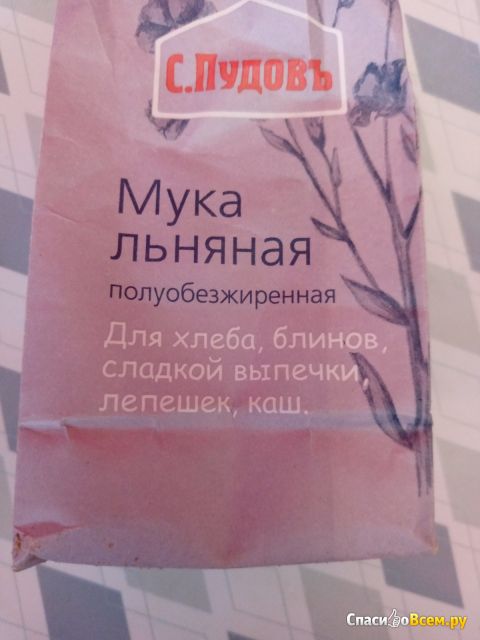 С.ПУДОВЪ
Мука
льняная
полуобезжиренная
Для хлеба, блинов,
сладкой выпечки,
лепешек, каш.
СпасибоВсем.ру